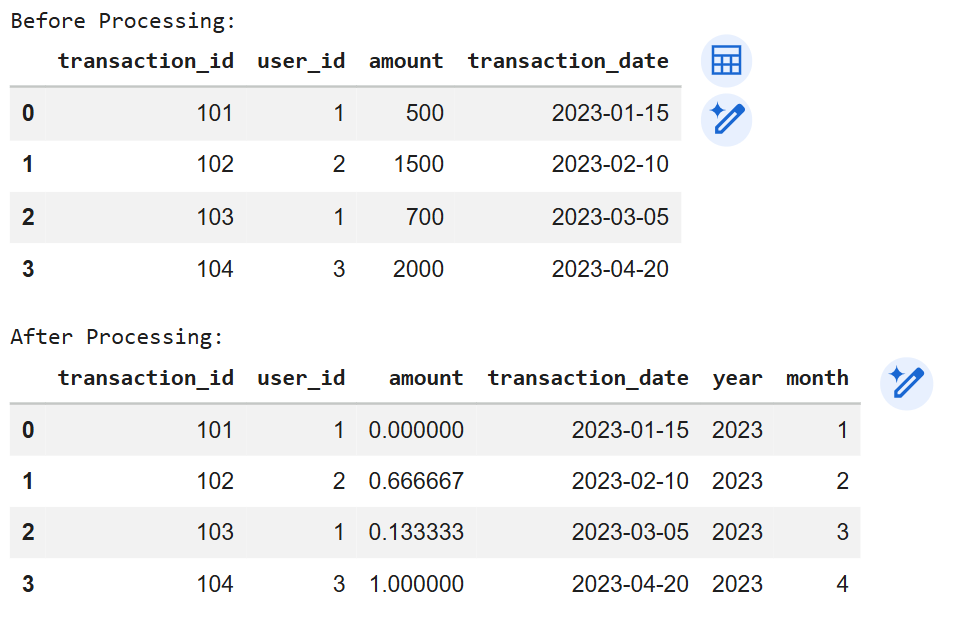 Before Processing:
transaction_id user_id amount transaction_date
0 101 1 500 2023-01-15
1 102 2 1500 2023-02-10
2 103 1 700 2023-03-05
3 104 3 2000 2023-04-20
After Processing:
transaction_id user_id amount transaction_date year month
0 101 1 0.000000 2023-01-15 2023 1
1 102 2 0.666667 2023-02-10 2023 2
2 103 1 0.133333 2023-03-05 2023 3
3 104 3 1.000000 2023-04-20 2023 4